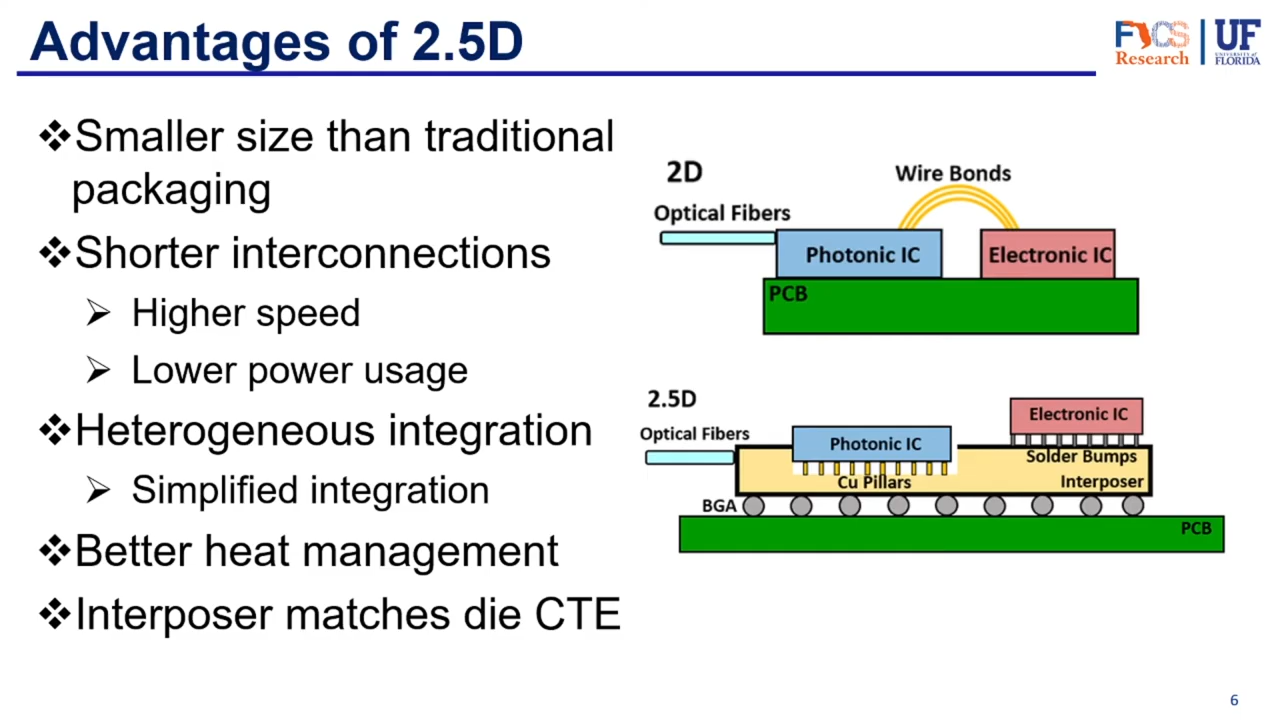 Advantages of 2.5D
FICS
Research
UF
UNIVERSITY of
FLORIDA
❖Smaller size than traditional
packaging
❖Shorter interconnections
➢ Higher speed
➢ Lower power usage
❖Heterogeneous integration
➢ Simplified integration
❖Better heat management
❖Interposer matches die CTE
2D
Wire Bonds
Optical Fibers
Photonic IC
Electronic IC
PCB
2.5D
Electronic IC
Optical Fibers
Photonic IC
Solder Bumps
Cu Pillars
Interposer
BGA
PCB
6